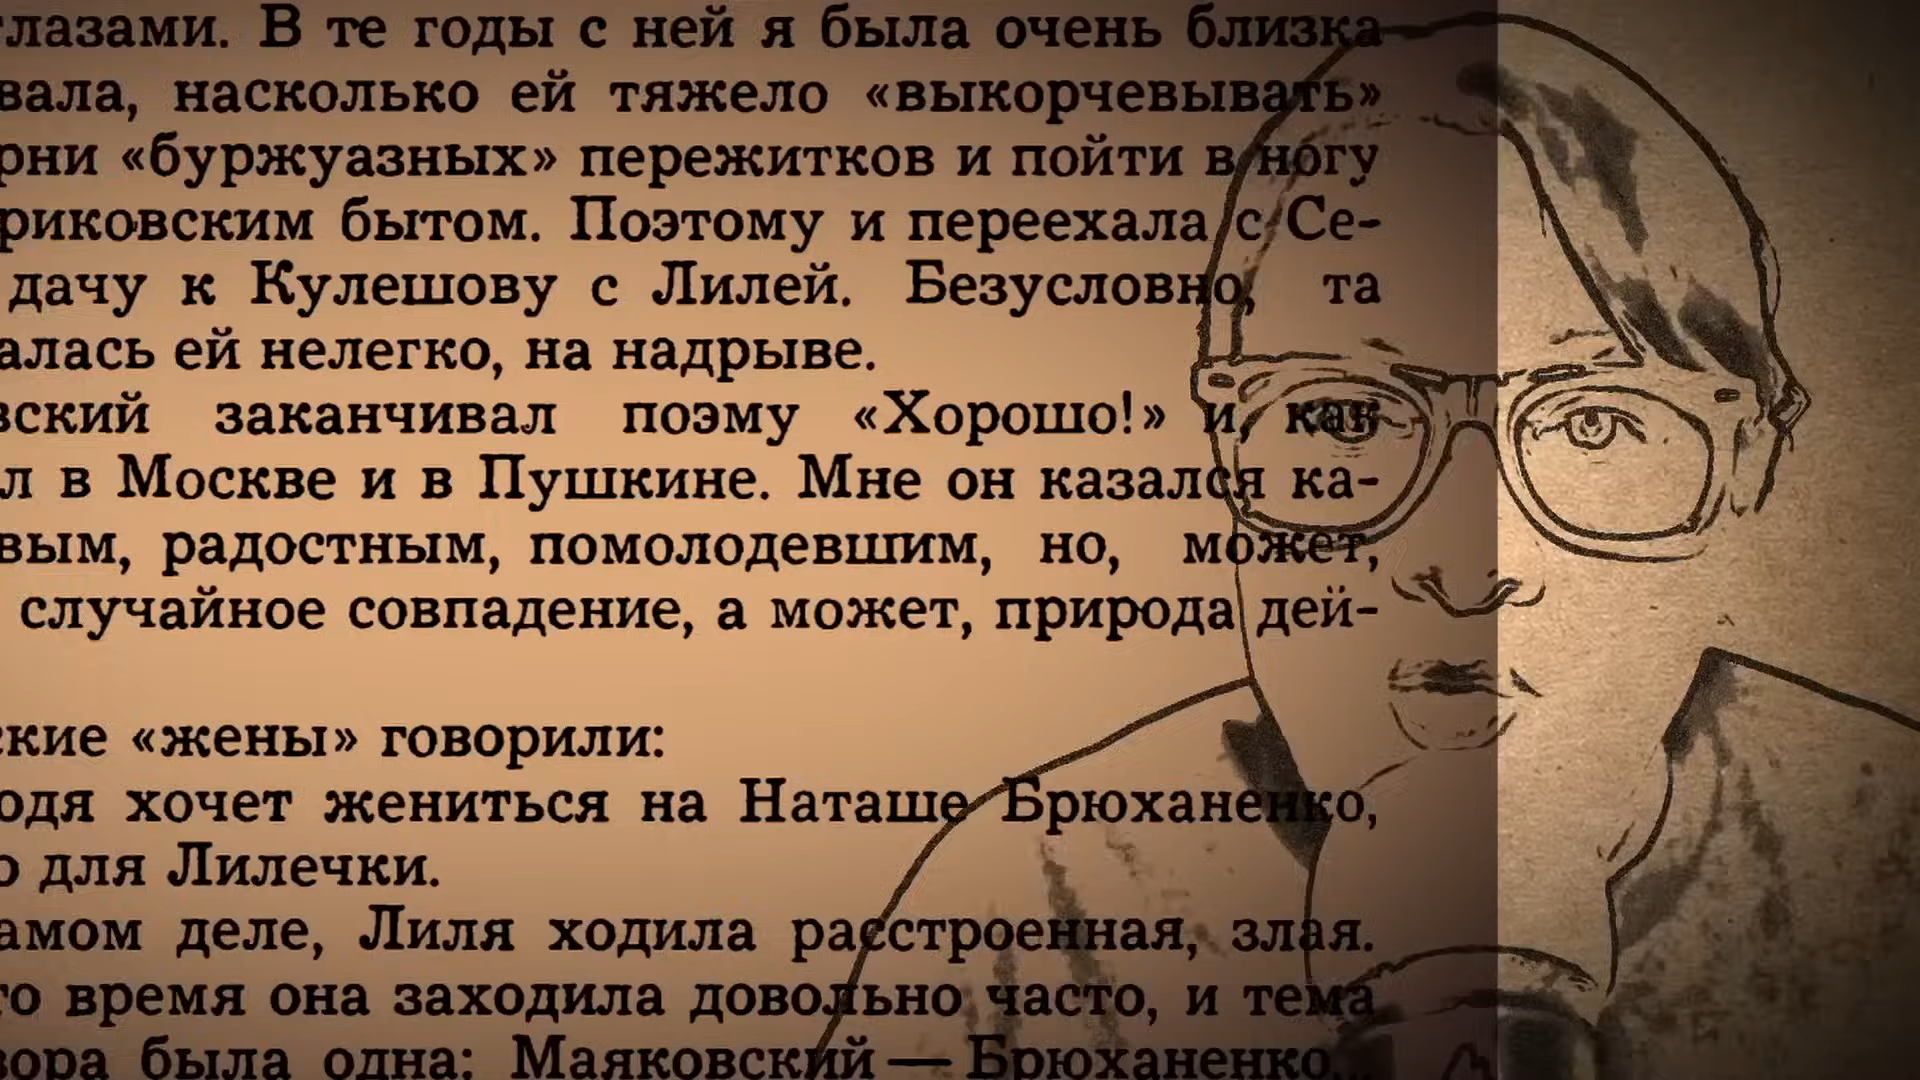 глазами. В те годы с ней я была очень близка
вала, насколько ей тяжело «выкорчевывать»
рни «буржуазных» пережитков и пойти в ногу
риковским бытом. Поэтому и переехала с Се-
дачу к Кулешову с Лилей. Безусловно, та
алась ей нелегко, на надрыве.
вский заканчивал поэму «Хорошо!» и, как
л в Москве и в Пушкине. Мне он казался ка-
вым, радостным, помолодевшим, но, может,
случайное совпадение, а может, природа дей-
ские «жены» говорили:
одя хочет жениться на Наташе Брюханенко,
о для Лилечки.
амом деле, Лиля ходила расстроенная, злая.
то время она заходила довольно часто, и тема
вора была одна: Маяковский — Брюханенко...